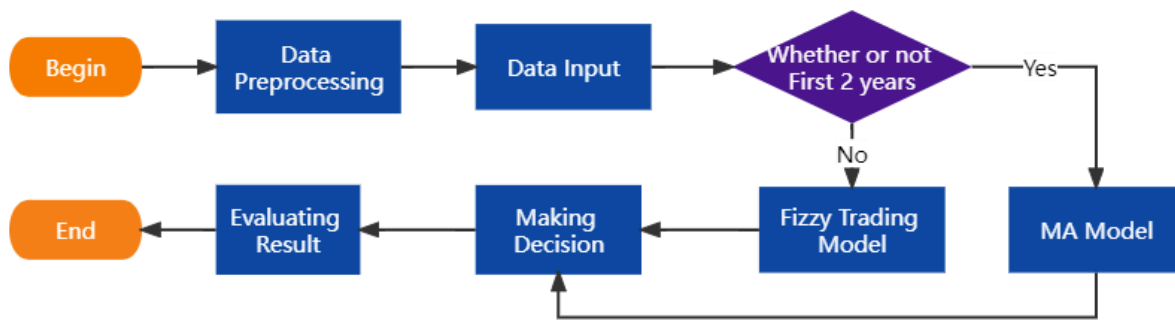 Begin
Data
Preprocessing
Data Input
Whether or not
First 2 years
Yes
No
End
Evaluating
Result
Making
Decision
Fizzy Trading
Model
MA Model